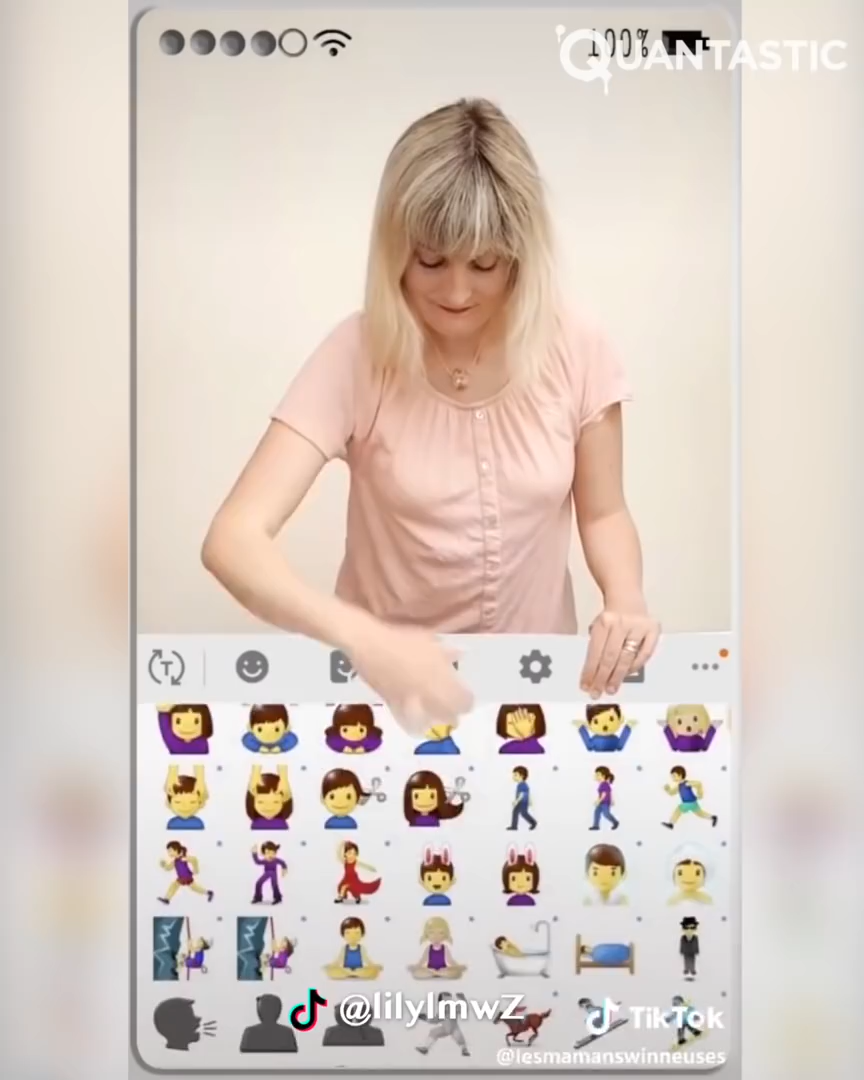 100%
QUANTASTIC
T
@lilylmwZ
TikTok
@lesmamanswinneuses